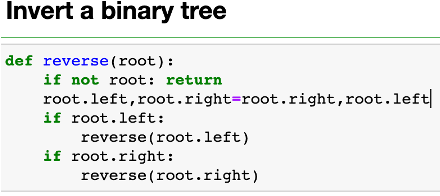 Invert a binary tree
def reverse(root):
    if not root: return
    root.left,root.right=root.right,root.left
    if root.left:
        reverse(root.left)
    if root.right:
        reverse(root.right)